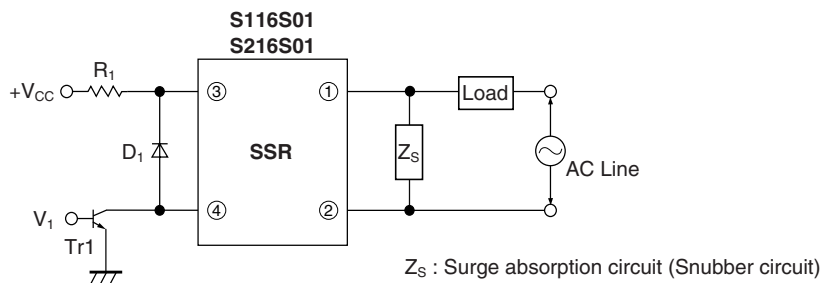 S116S01
S216S01
R1
+VCC
③
①
Load
D1
SSR
ZS
AC Line
V1
④
②
Tr1
ZS : Surge absorption circuit (Snubber circuit)